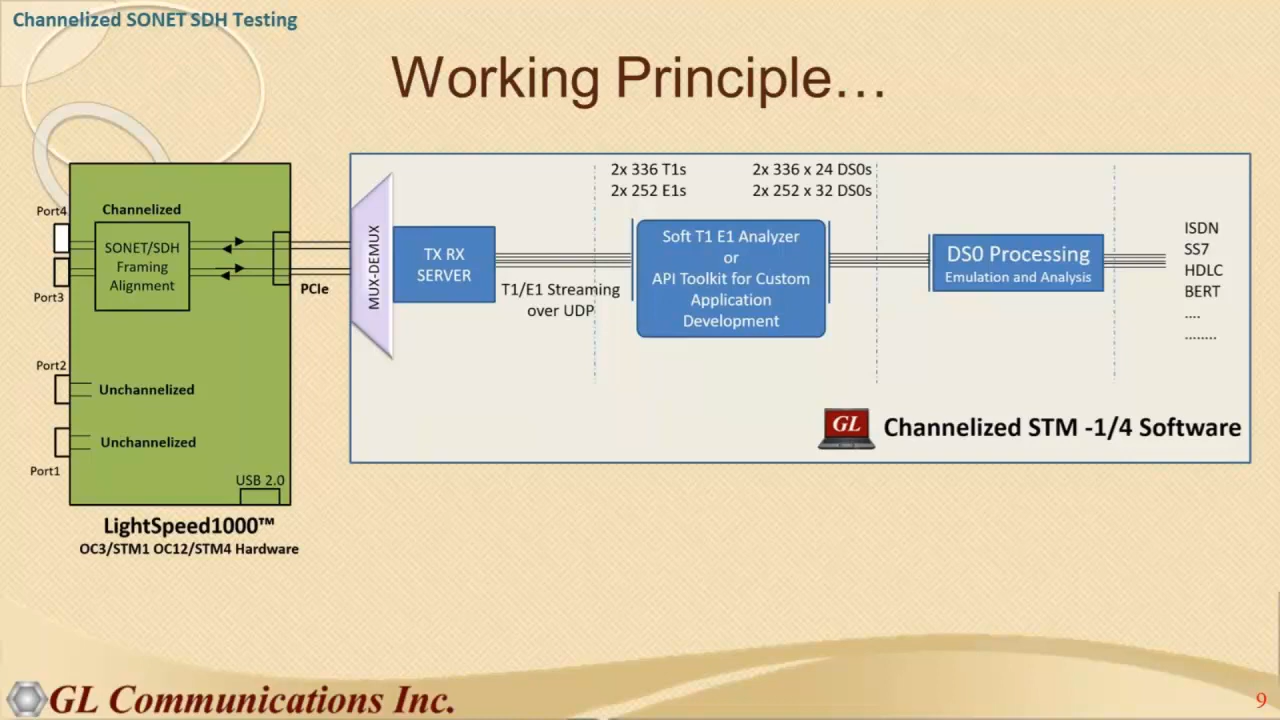 Channelized SONET SDH Testing
Working Principle…
Port4
Channelized
SONET/SDH
Framing
Alignment
Port3
PCIe
Port2
Unchannelized
Unchannelized
Port1
USB 2.0
LightSpeed1000™
OC3/STM1 OC12/STM4 Hardware
MUX-DEMUX
TX RX
SERVER
T1/E1 Streaming
over UDP
2x 336 T1s
2x 252 E1s
2x 336 x 24 DS0s
2x 252 x 32 DS0s
Soft T1 E1 Analyzer
or
API Toolkit for Custom
Application
Development
DS0 Processing
Emulation and Analysis
ISDN
SS7
HDLC
BERT
....
........
GL
Channelized STM -1/4 Software
GL Communications Inc.
9